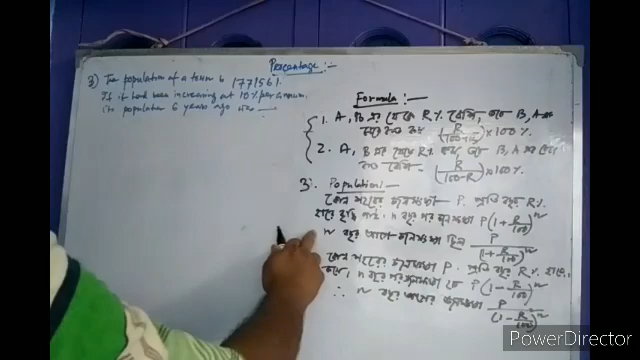 Percentage:-
3) The population of a town is 1771561.
If it had been increasing at 10% per annum.
its population 6 years ago was
Formula:-
1. A, B এর থেকে R% বেশি, তবে B, A এর
(R/100+R)×100%
2. A, B এর থেকে R% কম, তবে B, A এর চেয়ে
বেশি (R/100-R)×100%
3. Population:-
কোন শহরের জনসংখ্যা P. প্রতি বছর R%
হারে বৃদ্ধি n বছর পর জনসংখ্যা P(1+R/100)^n
n বছর আগে জনসংখ্যা ছিল P/(1+R/100)^n
কোন শহরের জনসংখ্যা P. প্রতি বছর R% হারে
n বছর পর জনসংখ্যা P(1-R/100)^n
∴ n বছর আগের জনসংখ্যা P/(1-R/100)^n
PowerDirector